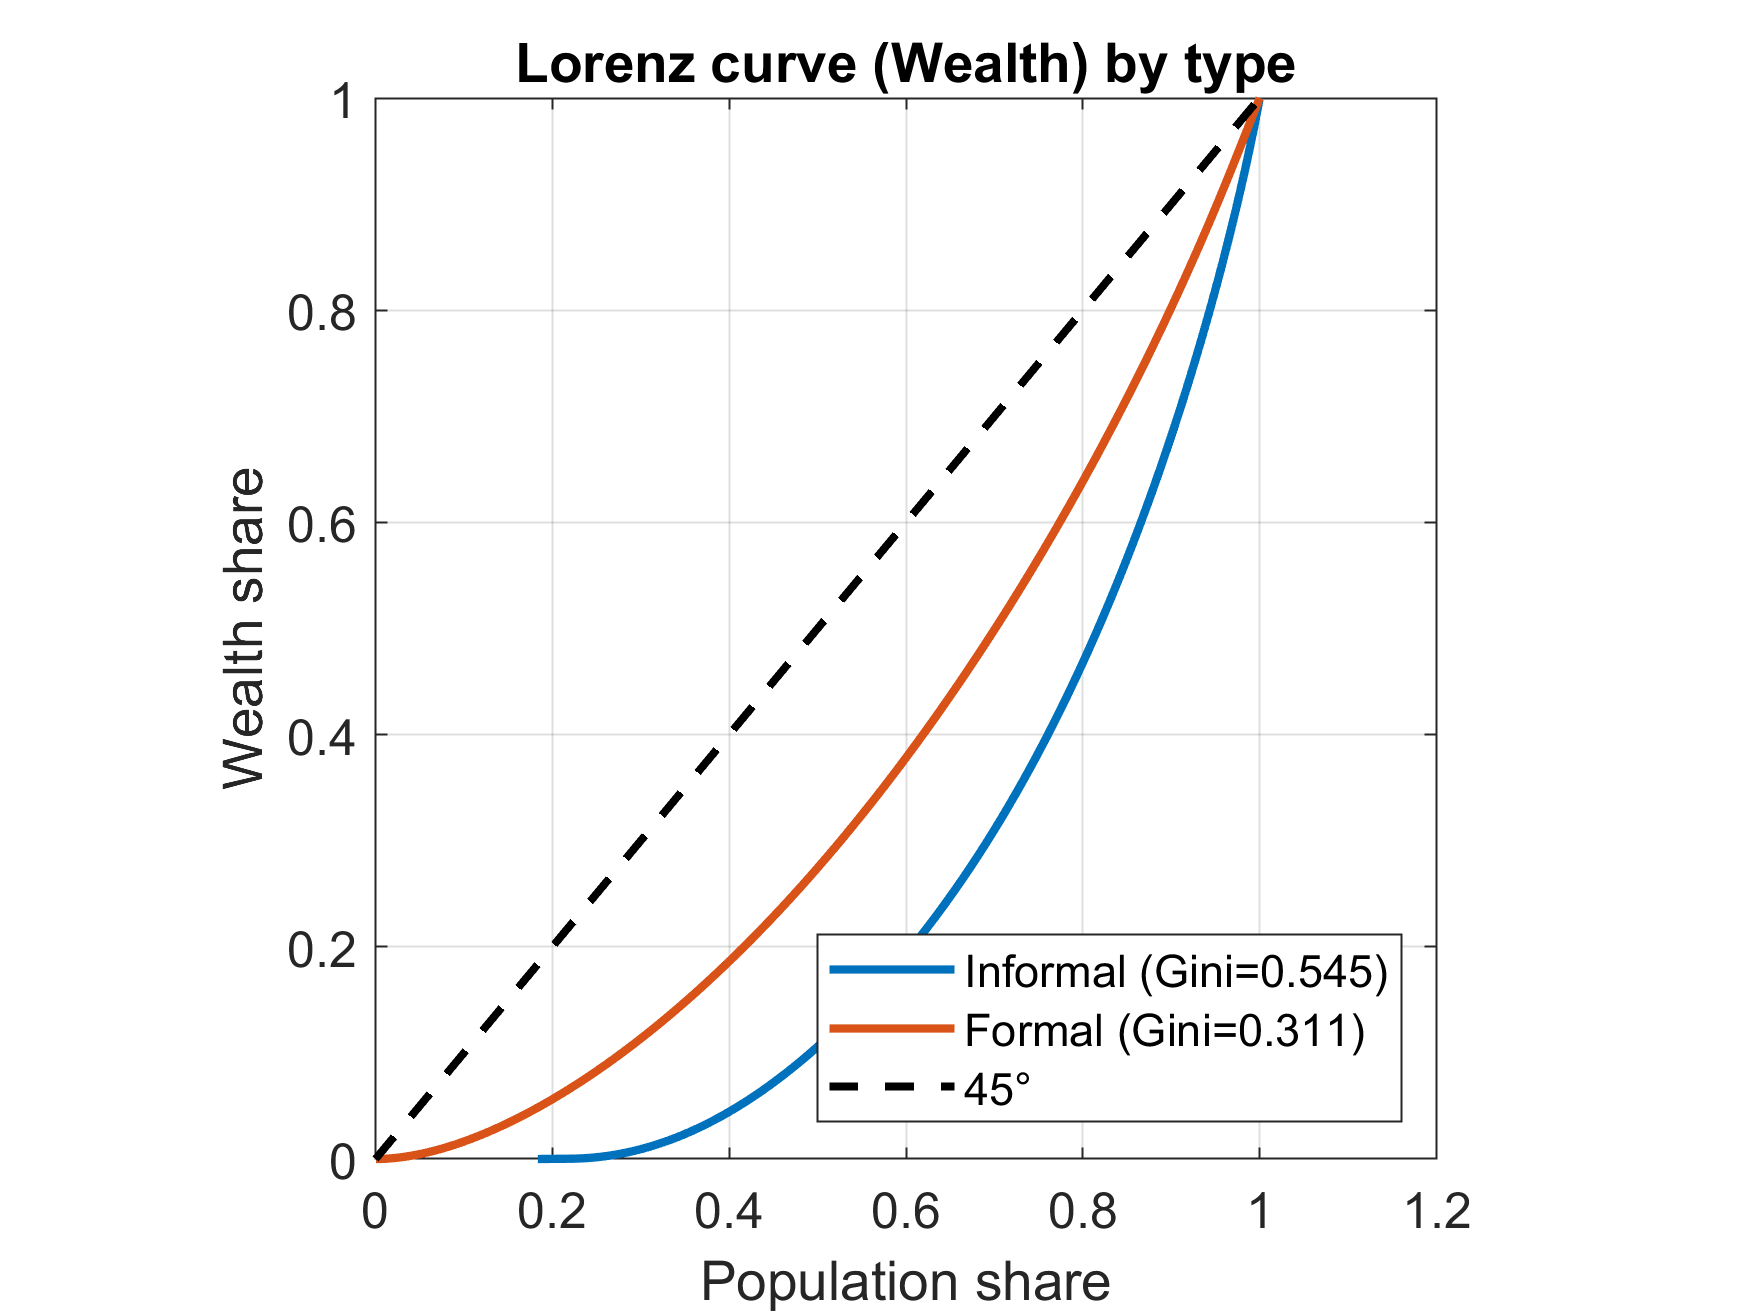 Lorenz curve (Wealth) by type
1
0.8
0.6
0.4
0.2
0
Wealth share
Informal (Gini=0.545)
Formal (Gini=0.311)
45°
0 0.2 0.4 0.6 0.8 1 1.2
Population share